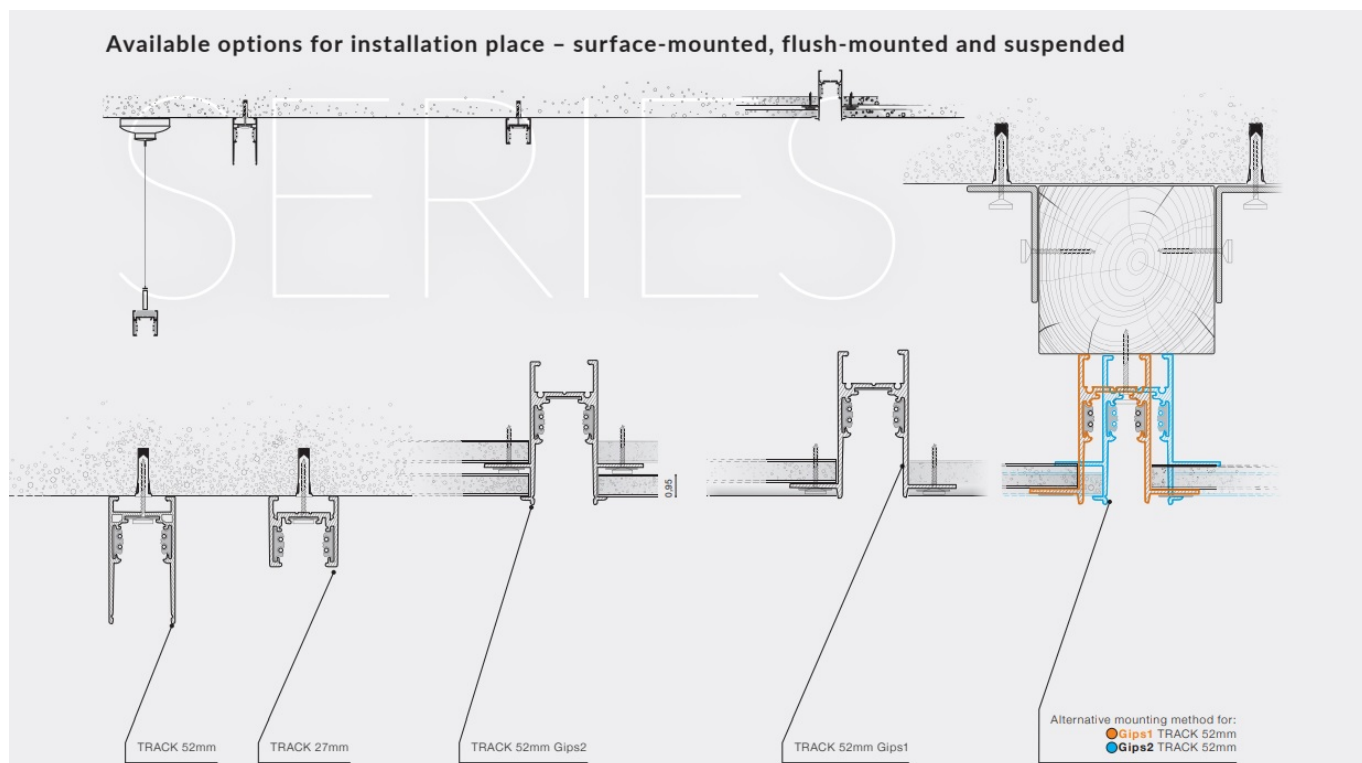 Available options for installation place – surface-mounted, flush-mounted and suspended
SERIES
0,95
TRACK 52mm
TRACK 27mm
TRACK 52mm Gips2
TRACK 52mm Gips1
Alternative mounting method for:
Gips1 TRACK 52mm
Gips2 TRACK 52mm